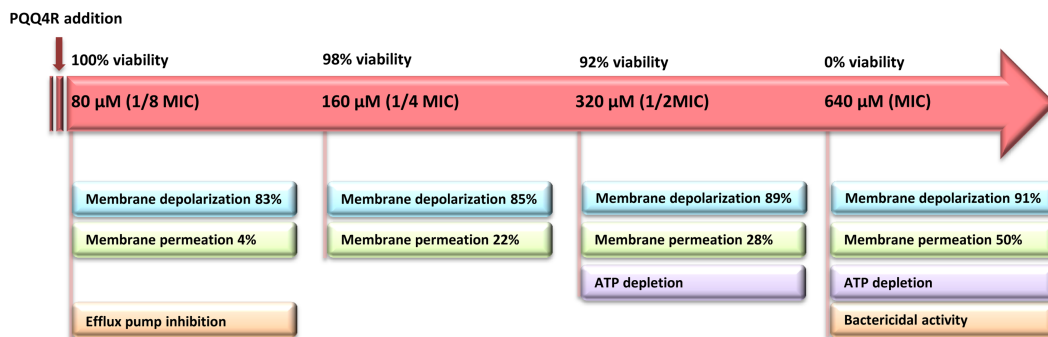 PQQ4R addition
100% viability
98% viability
92% viability
0% viability
80 µM (1/8 MIC)
160 µM (1/4 MIC)
320 µM (1/2MIC)
640 µM (MIC)
Membrane depolarization 83%
Membrane depolarization 85%
Membrane depolarization 89%
Membrane depolarization 91%
Membrane permeation 4%
Membrane permeation 22%
Membrane permeation 28%
Membrane permeation 50%
ATP depletion
ATP depletion
Efflux pump inhibition
Bactericidal activity